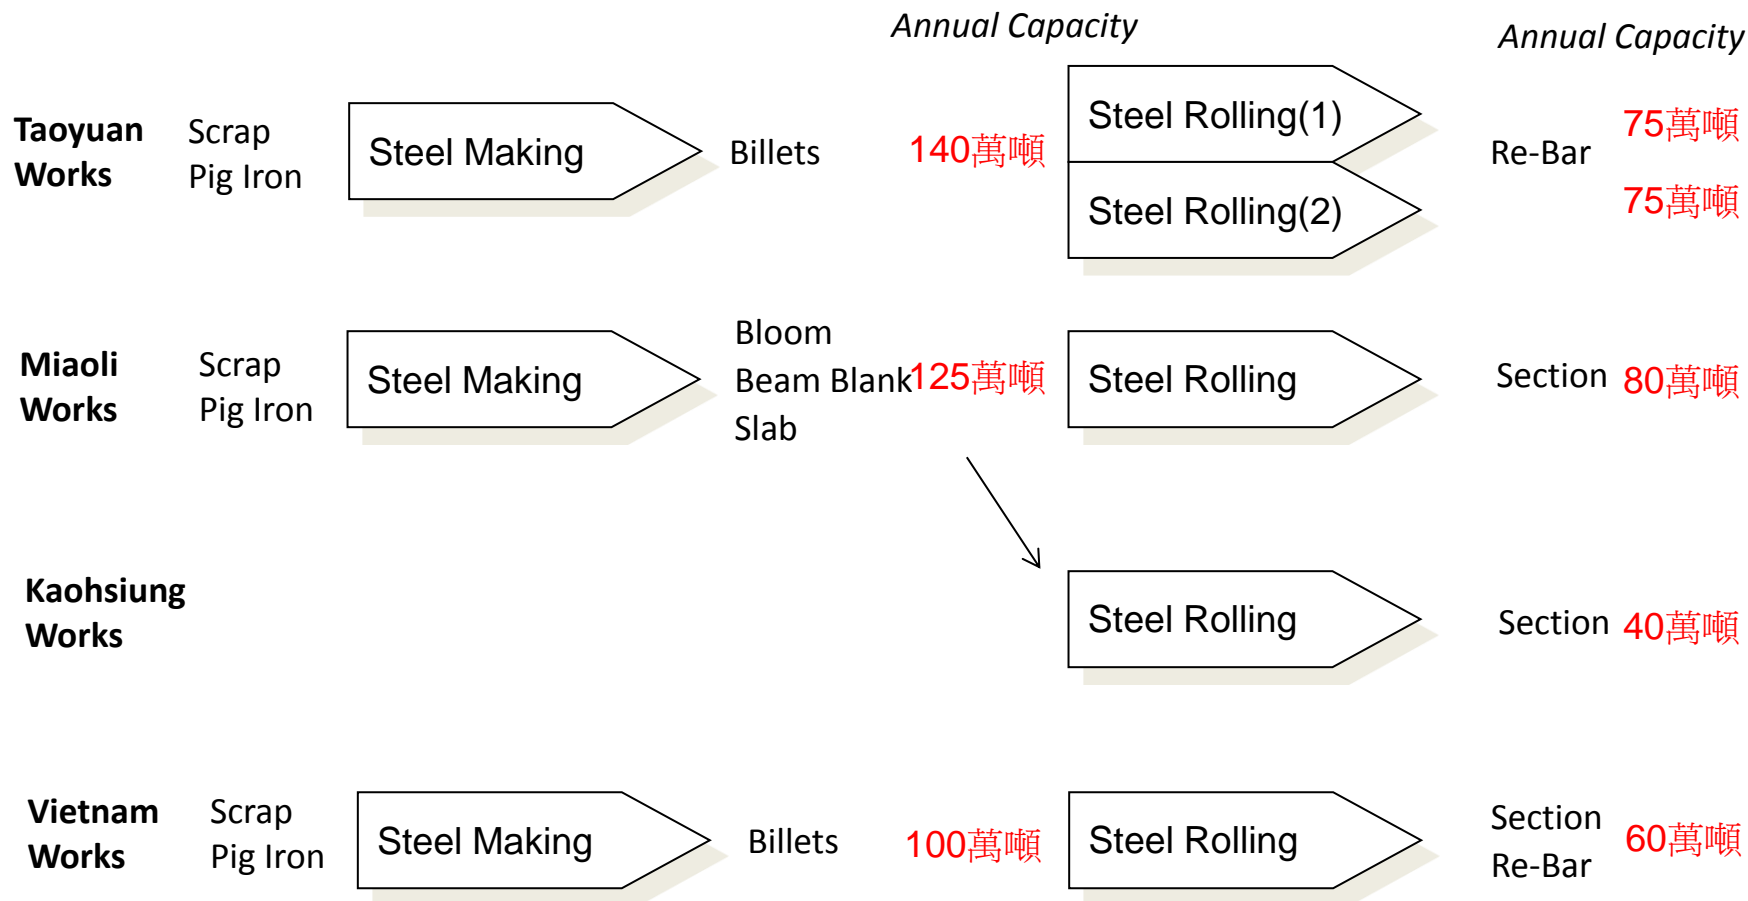 Annual Capacity
Annual Capacity
Taoyuan
Works
Scrap
Pig Iron
Steel Making
Billets
140萬噸
Steel Rolling(1)
Steel Rolling(2)
Re-Bar
75萬噸
75萬噸
Miaoli
Works
Scrap
Pig Iron
Steel Making
Bloom
Beam Blank
Slab
125萬噸
Steel Rolling
Section
80萬噸
Kaohsiung
Works
Steel Rolling
Section
40萬噸
Vietnam
Works
Scrap
Pig Iron
Steel Making
Billets
100萬噸
Steel Rolling
Section
Re-Bar
60萬噸